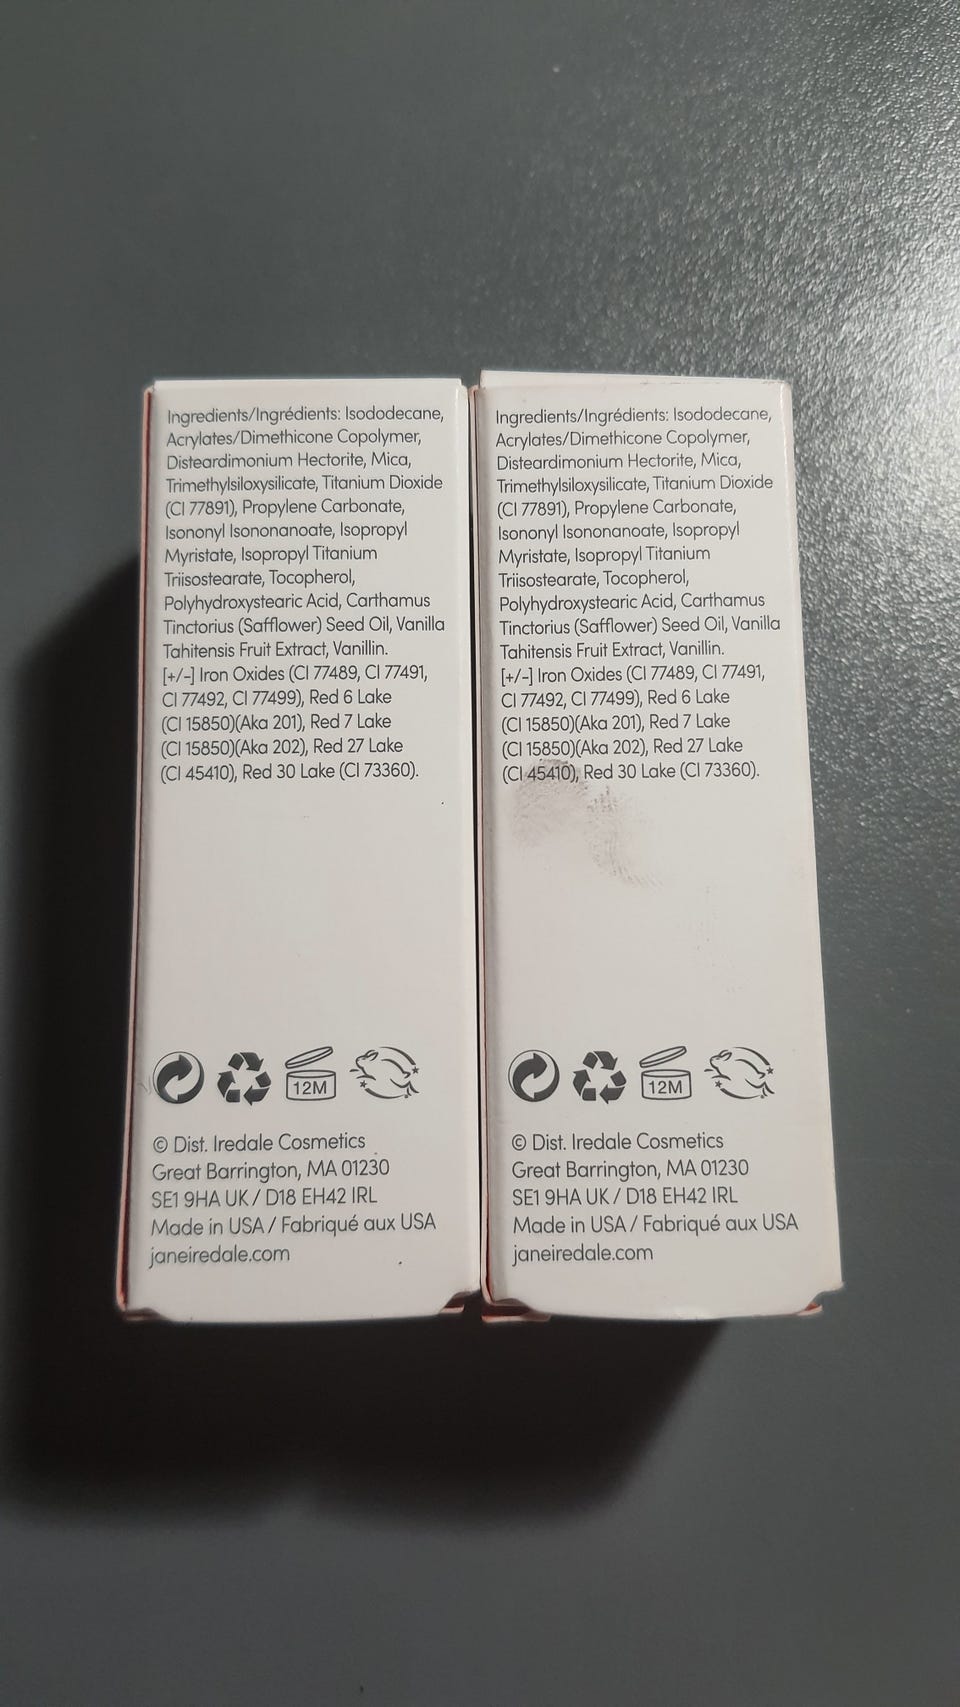 Ingredients/Ingrédients: Isododecane,
Acrylates/Dimethicone Copolymer,
Disteardimonium Hectorite, Mica,
Trimethylsiloxysilicate, Titanium Dioxide
(CI 77891), Propylene Carbonate,
Isononyl Isononanoate, Isopropyl
Myristate, Isopropyl Titanium
Triisostearate, Tocopherol,
Polyhydroxystearic Acid, Carthamus
Tinctorius (Safflower) Seed Oil, Vanilla
Tahitensis Fruit Extract, Vanillin.
[+/-] Iron Oxides (CI 77489, CI 77491,
CI 77492, CI 77499), Red 6 Lake
(CI 15850)(Aka 201), Red 7 Lake
(CI 15850)(Aka 202), Red 27 Lake
(CI 45410), Red 30 Lake (CI 73360).
12M
© Dist. Iredale Cosmetics
Great Barrington, MA 01230
SE1 9HA UK / D18 EH42 IRL
Made in USA / Fabriqué aux USA
janeiredale.com
Ingredients/Ingrédients: Isododecane,
Acrylates/Dimethicone Copolymer,
Disteardimonium Hectorite, Mica,
Trimethylsiloxysilicate, Titanium Dioxide
(CI 77891), Propylene Carbonate,
Isononyl Isononanoate, Isopropyl
Myristate, Isopropyl Titanium
Triisostearate, Tocopherol,
Polyhydroxystearic Acid, Carthamus
Tinctorius (Safflower) Seed Oil, Vanilla
Tahitensis Fruit Extract, Vanillin.
[+/-] Iron Oxides (CI 77489, CI 77491,
CI 77492, CI 77499), Red 6 Lake
(CI 15850)(Aka 201), Red 7 Lake
(CI 15850)(Aka 202), Red 27 Lake
(CI 45410), Red 30 Lake (CI 73360).
12M
© Dist. Iredale Cosmetics
Great Barrington, MA 01230
SE1 9HA UK / D18 EH42 IRL
Made in USA / Fabriqué aux USA
janeiredale.com